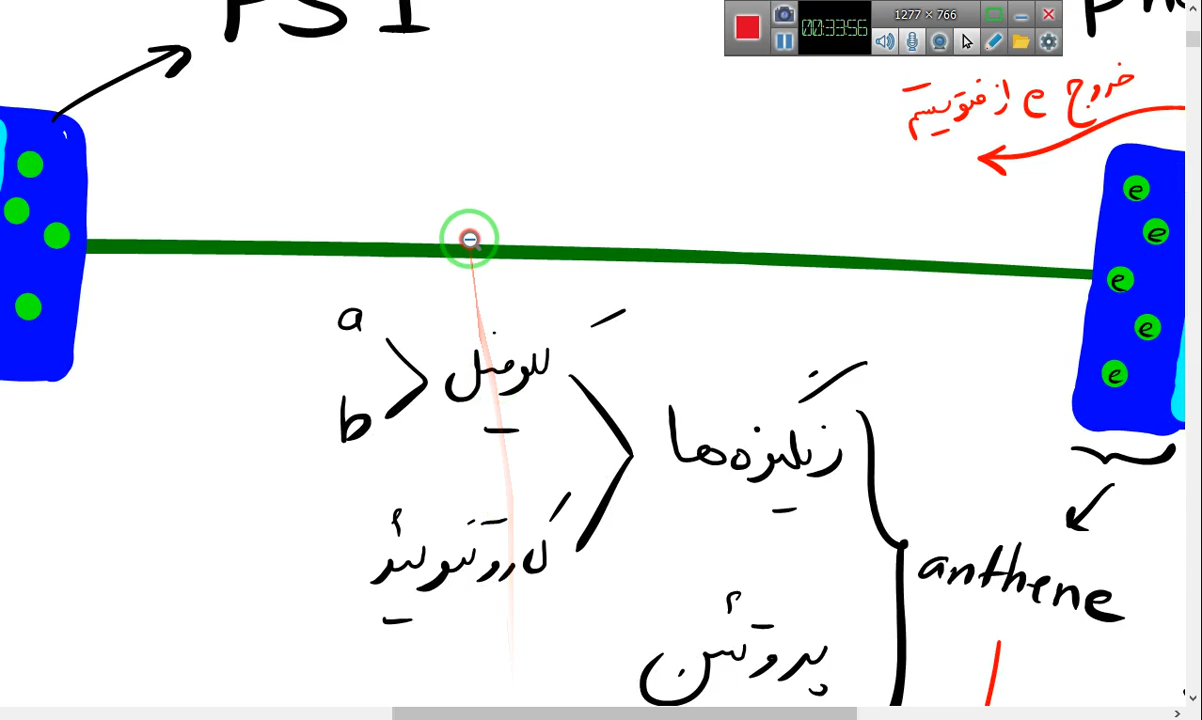 PS I
1277 × 766
00:33:56
خروج e از فتوسیستم
e
e
e
e
e
a
b
کلروفیل
رنگیزه‌ها
کاروتنوئید
anthene
پروتئین